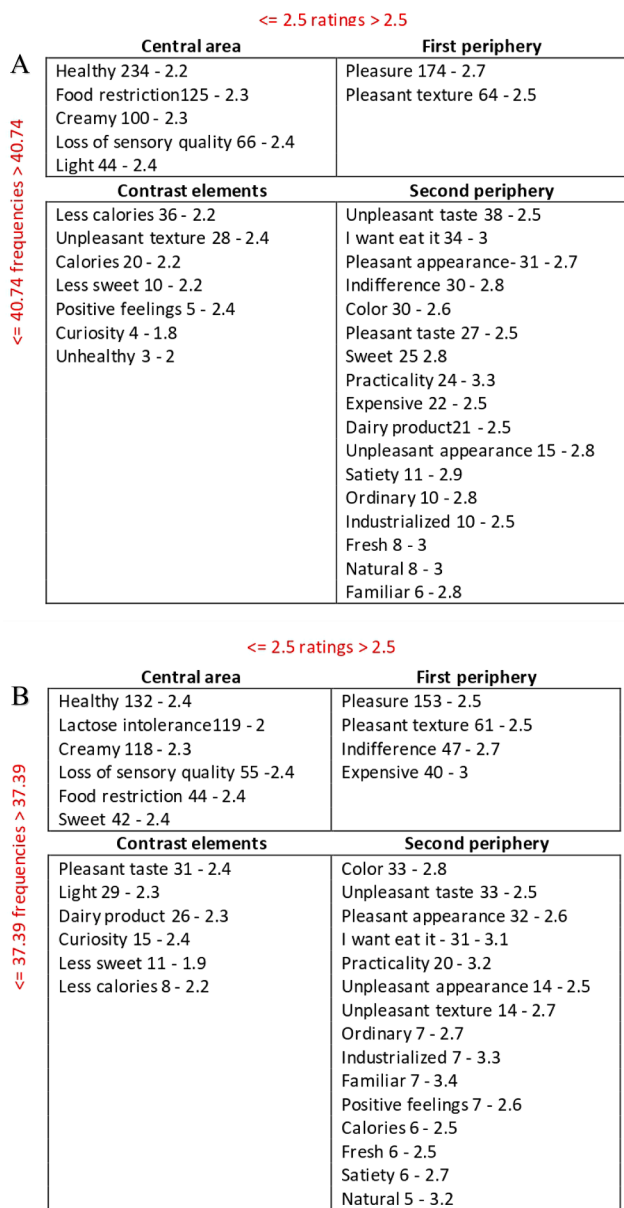 <= 2.5 ratings > 2.5
A
<= 40.74 frequencies > 40.74
Central area
Healthy 234 - 2.2
Food restriction125 - 2.3
Creamy 100 - 2.3
Loss of sensory quality 66 - 2.4
Light 44 - 2.4
First periphery
Pleasure 174 - 2.7
Pleasant texture 64 - 2.5
Contrast elements
Less calories 36 - 2.2
Unpleasant texture 28 - 2.4
Calories 20 - 2.2
Less sweet 10 - 2.2
Positive feelings 5 - 2.4
Curiosity 4 - 1.8
Unhealthy 3 - 2
Second periphery
Unpleasant taste 38 - 2.5
I want eat it 34 - 3
Pleasant appearance- 31 - 2.7
Indifference 30 - 2.8
Color 30 - 2.6
Pleasant taste 27 - 2.5
Sweet 25 2.8
Practicality 24 - 3.3
Expensive 22 - 2.5
Dairy product21 - 2.5
Unpleasant appearance 15 - 2.8
Satiety 11 - 2.9
Ordinary 10 - 2.8
Industrialized 10 - 2.5
Fresh 8 - 3
Natural 8 - 3
Familiar 6 - 2.8
<= 2.5 ratings > 2.5
B
<= 37.39 frequencies > 37.39
Central area
Healthy 132 - 2.4
Lactose intolerance119 - 2
Creamy 118 - 2.3
Loss of sensory quality 55 -2.4
Food restriction 44 - 2.4
Sweet 42 - 2.4
First periphery
Pleasure 153 - 2.5
Pleasant texture 61 - 2.5
Indifference 47 - 2.7
Expensive 40 - 3
Contrast elements
Pleasant taste 31 - 2.4
Light 29 - 2.3
Dairy product 26 - 2.3
Curiosity 15 - 2.4
Less sweet 11 - 1.9
Less calories 8 - 2.2
Second periphery
Color 33 - 2.8
Unpleasant taste 33 - 2.5
Pleasant appearance 32 - 2.6
I want eat it - 31 - 3.1
Practicality 20 - 3.2
Unpleasant appearance 14 - 2.5
Unpleasant texture 14 - 2.7
Ordinary 7 - 2.7
Industrialized 7 - 3.3
Familiar 7 - 3.4
Positive feelings 7 - 2.6
Calories 6 - 2.5
Fresh 6 - 2.5
Satiety 6 - 2.7
Natural 5 - 3.2